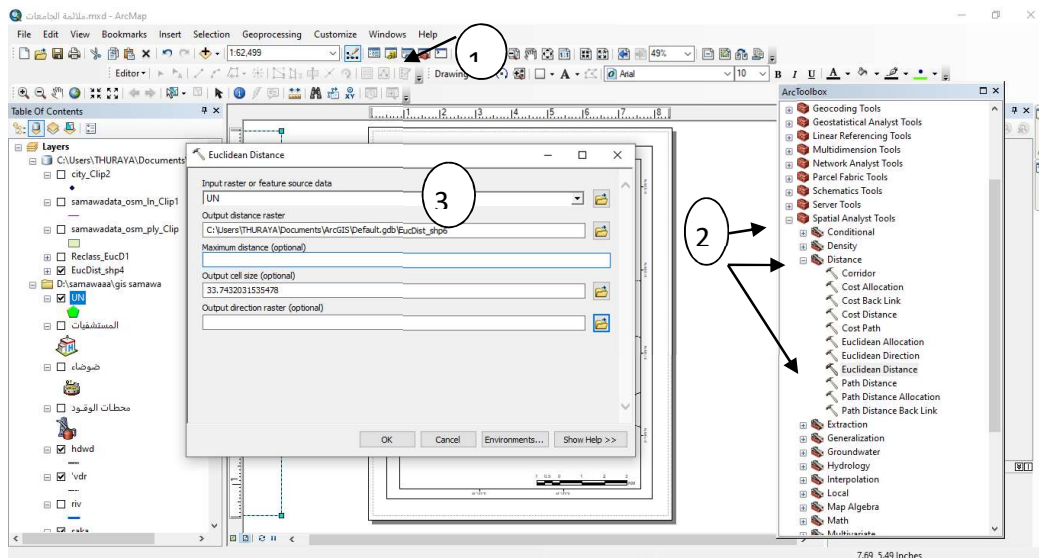 ملائمة الجامعات.mxd - ArcMap
File Edit View Bookmarks Insert Selection Geoprocessing Customize Windows Help
1:62,499
49%
1
Editor
Drawing
A
Arial
10
B I U A
Table Of Contents
Layers
C:\Users\THURAYA\Documents
city_Clip2
samawadata_osm_ln_Clip1
samawadata_osm_ply_Clip
Reclass_EucD1
EucDist_shp4
D:\samawaaa\gis samawa
UN
المستشفيات
ضوضاء
محطات الوقود
hdwd
'vdr
riv
saka
Euclidean Distance
Input raster or feature source data
UN
3
Output distance raster
C:\Users\THURAYA\Documents\ArcGIS\Default.gdb\EucDist_shp6
Maximum distance (optional)
Output cell size (optional)
33.7432031535478
Output direction raster (optional)
OK Cancel Environments... Show Help >>
2
ArcToolbox
Geocoding Tools
Geostatistical Analyst Tools
Linear Referencing Tools
Multidimension Tools
Network Analyst Tools
Parcel Fabric Tools
Schematics Tools
Server Tools
Spatial Analyst Tools
Conditional
Density
Distance
Corridor
Cost Allocation
Cost Back Link
Cost Distance
Cost Path
Euclidean Allocation
Euclidean Direction
Euclidean Distance
Path Distance
Path Distance Allocation
Path Distance Back Link
Extraction
Generalization
Groundwater
Hydrology
Interpolation
Local
Map Algebra
Math
Multivariate
7.69 5.49 Inches